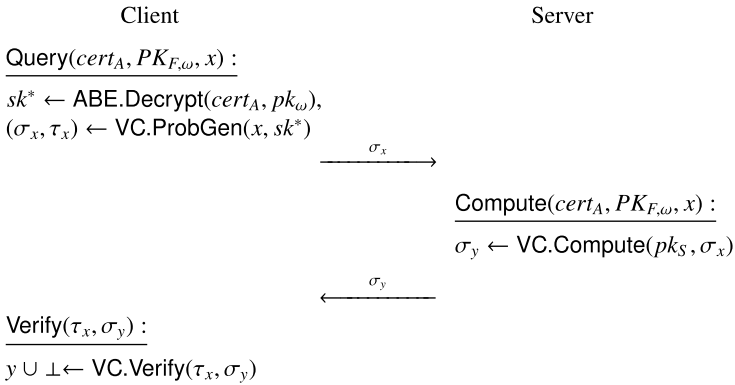 Client Server
Query(cert_A, PK_{F,ω}, x) :
sk* ← ABE.Decrypt(cert_A, pk_ω),
(σ_x, τ_x) ← VC.ProbGen(x, sk*)
σ_x
Compute(cert_A, PK_{F,ω}, x) :
σ_y ← VC.Compute(pk_S, σ_x)
σ_y
Verify(τ_x, σ_y) :
y ∪ ⊥← VC.Verify(τ_x, σ_y)